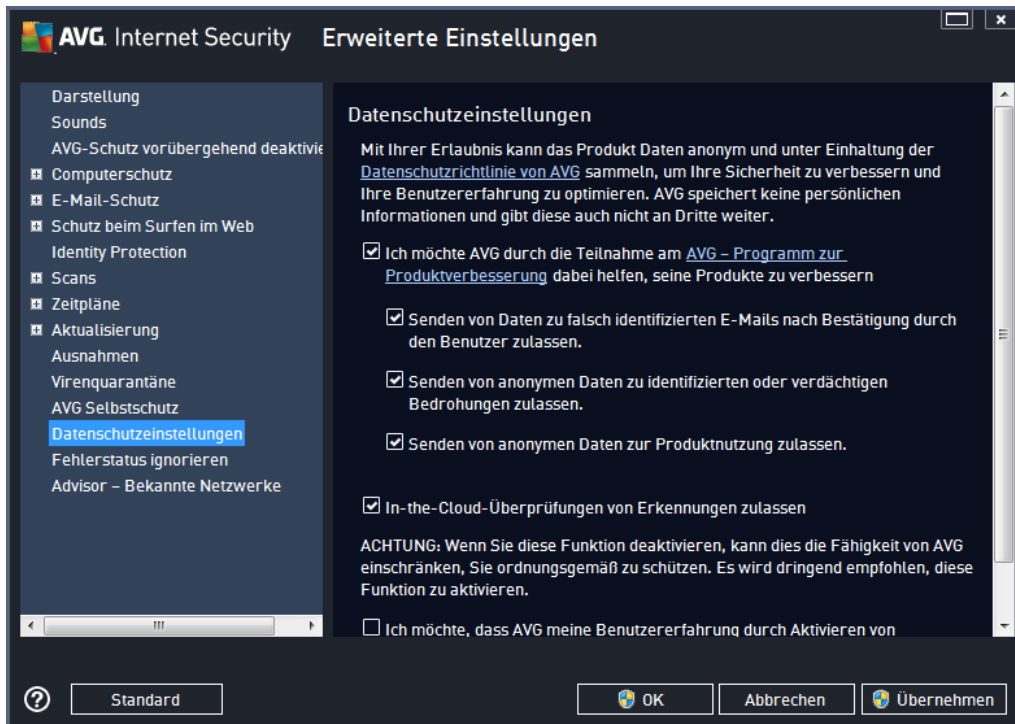 AVG. Internet Security Erweiterte Einstellungen
Darstellung
Sounds
AVG-Schutz vorübergehend deaktivie
Computerschutz
E-Mail-Schutz
Schutz beim Surfen im Web
Identity Protection
Scans
Zeitpläne
Aktualisierung
Ausnahmen
Virenquarantäne
AVG Selbstschutz
Datenschutzeinstellungen
Fehlerstatus ignorieren
Advisor – Bekannte Netzwerke
Datenschutzeinstellungen
Mit Ihrer Erlaubnis kann das Produkt Daten anonym und unter Einhaltung der
Datenschutzrichtlinie von AVG sammeln, um Ihre Sicherheit zu verbessern und
Ihre Benutzererfahrung zu optimieren. AVG speichert keine persönlichen
Informationen und gibt diese auch nicht an Dritte weiter.
Ich möchte AVG durch die Teilnahme am AVG – Programm zur
Produktverbesserung dabei helfen, seine Produkte zu verbessern
Senden von Daten zu falsch identifizierten E-Mails nach Bestätigung durch
den Benutzer zulassen.
Senden von anonymen Daten zu identifizierten oder verdächtigen
Bedrohungen zulassen.
Senden von anonymen Daten zur Produktnutzung zulassen.
In-the-Cloud-Überprüfungen von Erkennungen zulassen
ACHTUNG: Wenn Sie diese Funktion deaktivieren, kann dies die Fähigkeit von AVG
einschränken, Sie ordnungsgemäß zu schützen. Es wird dringend empfohlen, diese
Funktion zu aktivieren.
Ich möchte, dass AVG meine Benutzererfahrung durch Aktivieren von
Standard
OK
Abbrechen
Übernehmen